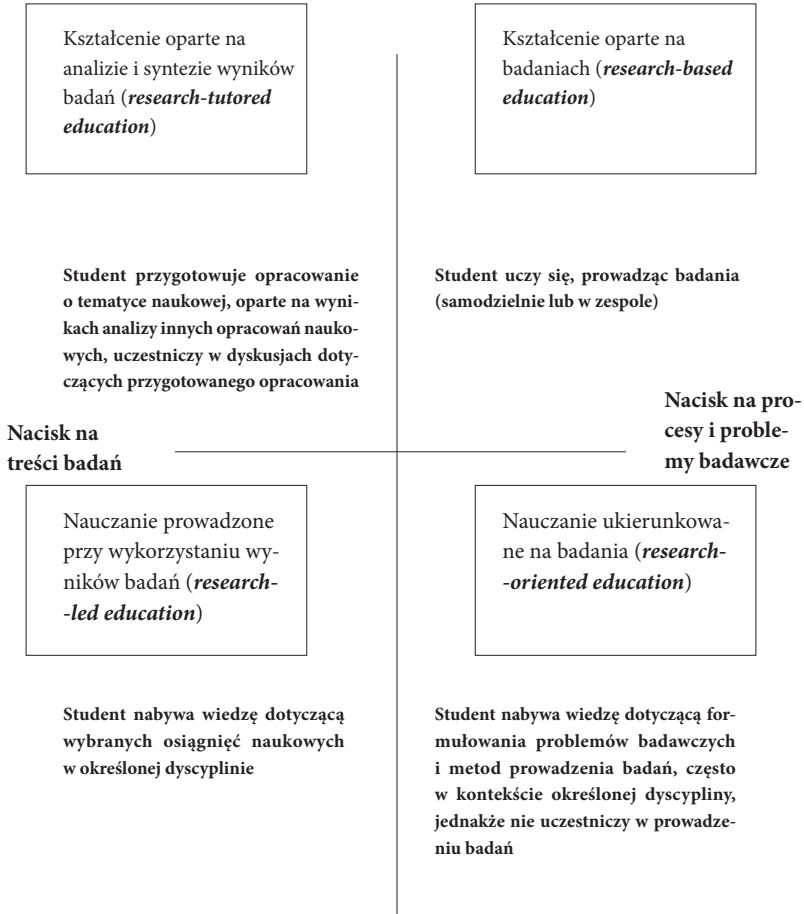 Kształcenie oparte na
analizie i syntezie wyników
badań (research-tutored
education)
Kształcenie oparte na
badaniach (research-based
education)
Student przygotowuje opracowanie
o tematyce naukowej, oparte na wyni-
kach analizy innych opracowań nauko-
wych, uczestniczy w dyskusjach doty-
czących przygotowanego opracowania
Student uczy się, prowadząc badania
(samodzielnie lub w zespole)
Nacisk na
treści badań
Nacisk na pro-
cesy i proble-
my badawcze
Nauczanie prowadzone
przy wykorzystaniu wy-
ników badań (research-
-led education)
Nauczanie ukierunkowa-
ne na badania (research-
-oriented education)
Student nabywa wiedzę dotyczącą
wybranych osiągnięć naukowych
w określonej dyscyplinie
Student nabywa wiedzę dotyczącą for-
mułowania problemów badawczych
i metod prowadzenia badań, często
w kontekście określonej dyscypliny,
jednakże nie uczestniczy w prowadze-
niu badań